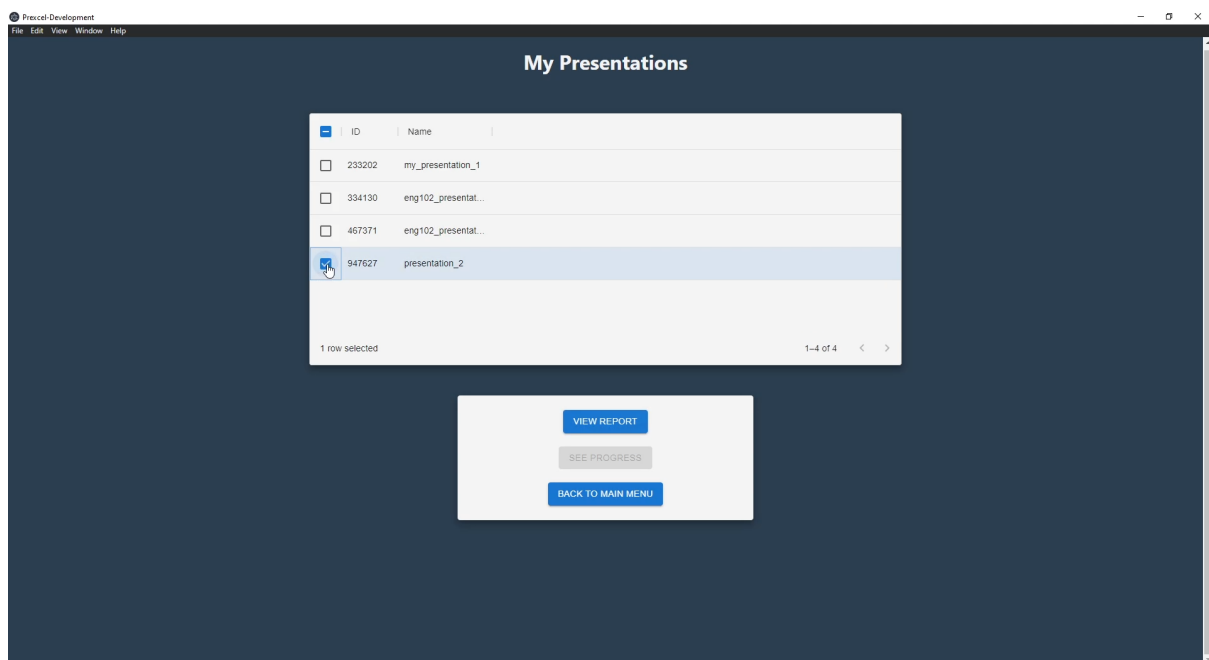 Prexcel-Development
File Edit View Window Help
My Presentations
ID Name
233202 my_presentation_1
334130 eng102_presentat...
467371 eng102_presentat...
947627 presentation_2
1 row selected 1–4 of 4
VIEW REPORT
SEE PROGRESS
BACK TO MAIN MENU